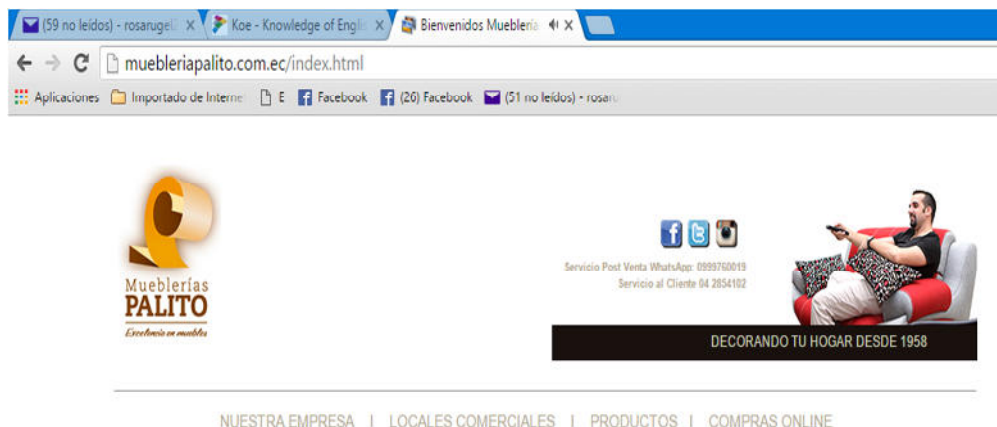 (59 no leídos) - rosarugel Koe - Knowledge of Engli Bienvenidos Mueblería
muebleriapalito.com.ec/index.html
Aplicaciones Importado de Interne E Facebook (26) Facebook (51 no leídos) - rosaru
Servicio Post Venta WhatsApp: 0999760019
Servicio al Cliente 04 2854102
Mueblerías
PALITO
Excelencia en muebles
DECORANDO TU HOGAR DESDE 1958
NUESTRA EMPRESA | LOCALES COMERCIALES | PRODUCTOS | COMPRAS ONLINE